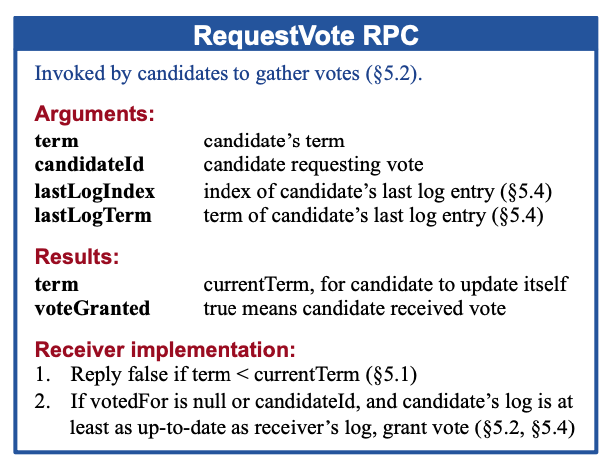 RequestVote RPC
Invoked by candidates to gather votes (§5.2).
Arguments:
term candidate's term
candidateId candidate requesting vote
lastLogIndex index of candidate's last log entry (§5.4)
lastLogTerm term of candidate's last log entry (§5.4)
Results:
term currentTerm, for candidate to update itself
voteGranted true means candidate received vote
Receiver implementation:
1. Reply false if term < currentTerm (§5.1)
2. If votedFor is null or candidateId, and candidate's log is at
least as up-to-date as receiver's log, grant vote (§5.2, §5.4)